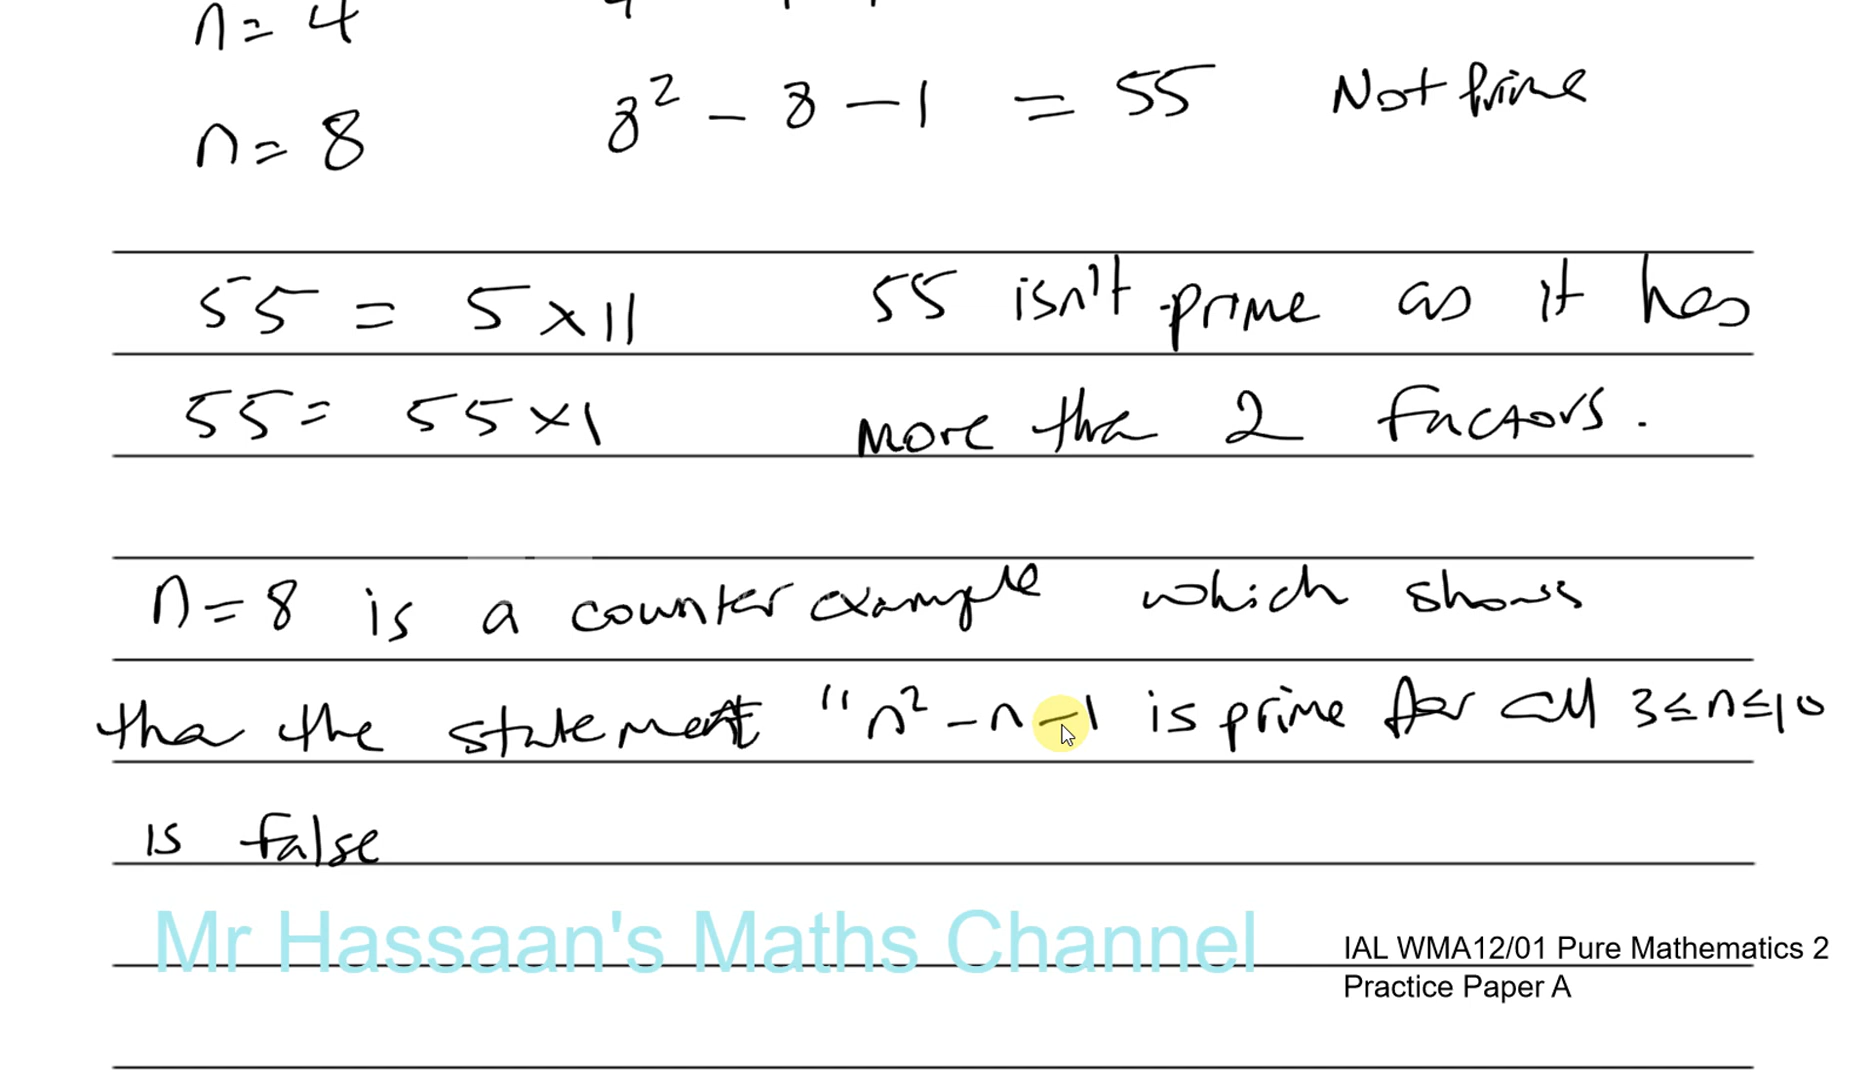 n = 4
n = 8 8² - 8 - 1 = 55 Not Prime
55 = 5 × 11 55 isn't prime as it has
55 = 55 × 1 more tha 2 factors.
n = 8 is a counter example which shows
tha the statement "n² - n - 1 is prime for all 3 ≤ n ≤ 10
is false
Mr Hassaan's Maths Channel
IAL WMA12/01 Pure Mathematics 2
Practice Paper A